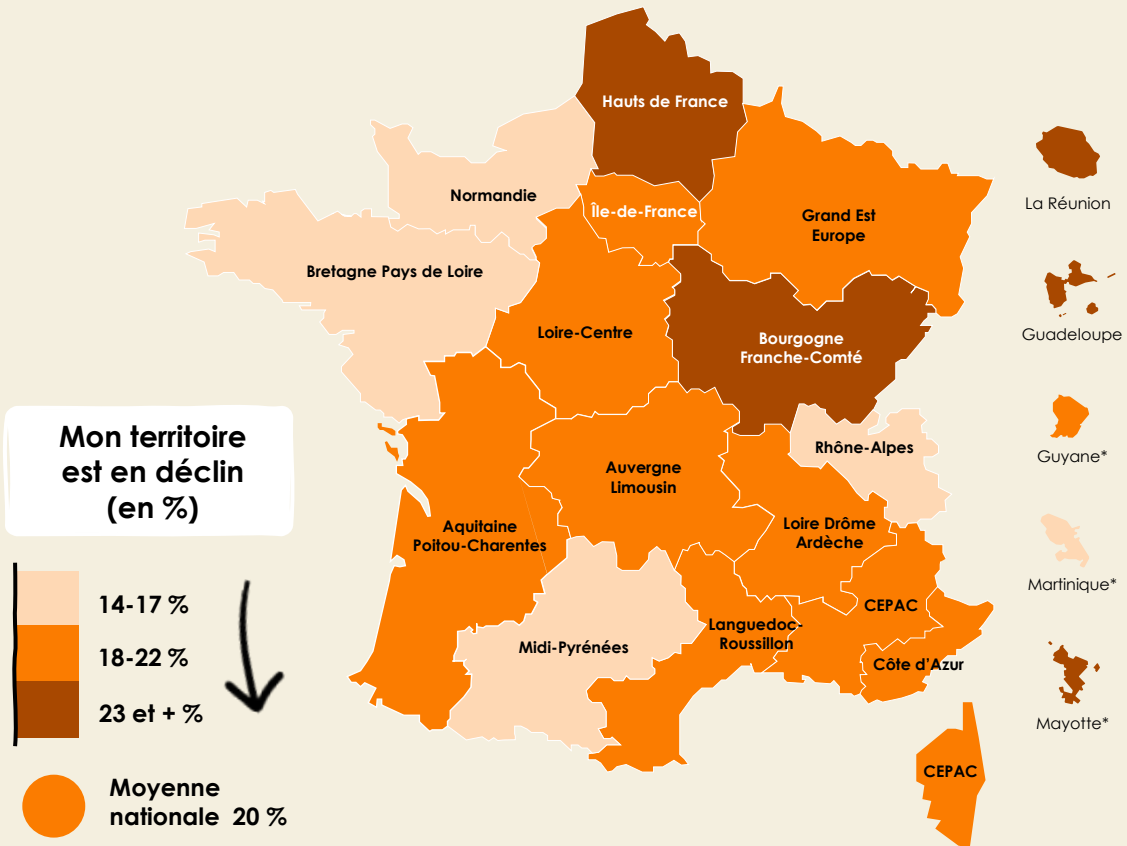 Hauts de France
Normandie
Île-de-France
Grand Est
Europe
Bretagne Pays de Loire
Loire-Centre
Bourgogne
Franche-Comté
Rhône-Alpes
Auvergne
Limousin
Aquitaine
Poitou-Charentes
Loire Drôme
Ardèche
CEPAC
Languedoc-
Roussillon
Midi-Pyrénées
Côte d'Azur
CEPAC
La Réunion
Guadeloupe
Guyane*
Martinique*
Mayotte*
Mon territoire
est en déclin
(en %)
14-17 %
18-22 %
23 et + %
Moyenne
nationale 20 %